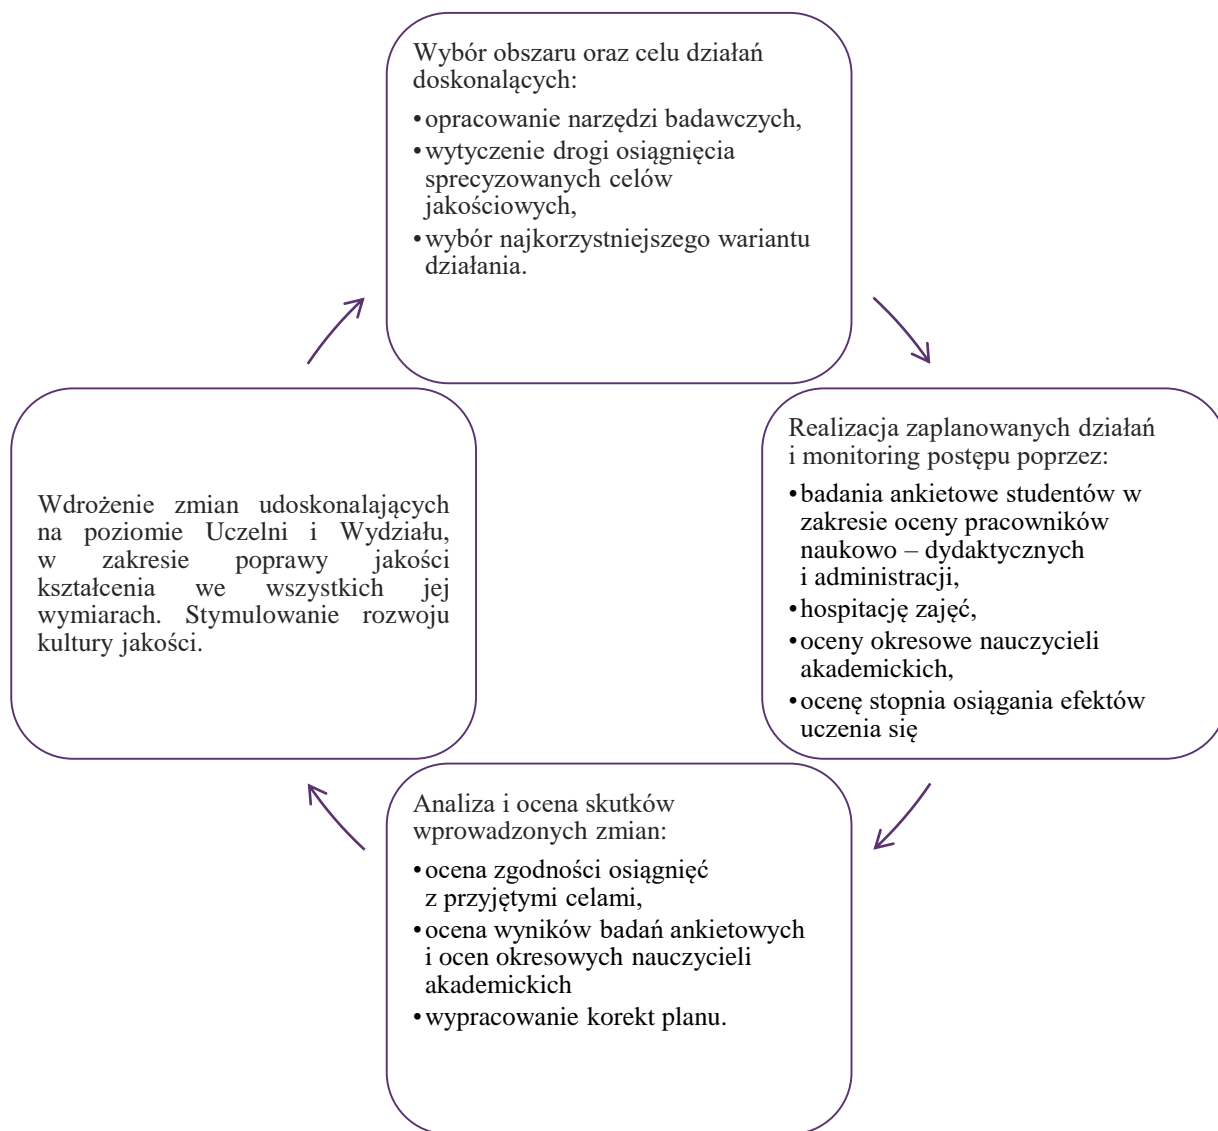 Wybór obszaru oraz celu działań
doskonalących:
•opracowanie narzędzi badawczych,
•wytyczenie drogi osiągnięcia
sprecyzowanych celów
jakościowych,
•wybór najkorzystniejszego wariantu
działania.
Realizacja zaplanowanych działań
i monitoring postępu poprzez:
•badania ankietowe studentów w
zakresie oceny pracowników
naukowo – dydaktycznych
i administracji,
•hospitację zajęć,
•oceny okresowe nauczycieli
akademickich,
•ocenę stopnia osiągania efektów
uczenia się
Analiza i ocena skutków
wprowadzonych zmian:
•ocena zgodności osiągnięć
z przyjętymi celami,
•ocena wyników badań ankietowych
i ocen okresowych nauczycieli
akademickich
•wypracowanie korekt planu.
Wdrożenie zmian udoskonalających
na poziomie Uczelni i Wydziału,
w zakresie poprawy jakości
kształcenia we wszystkich jej
wymiarach. Stymulowanie rozwoju
kultury jakości.